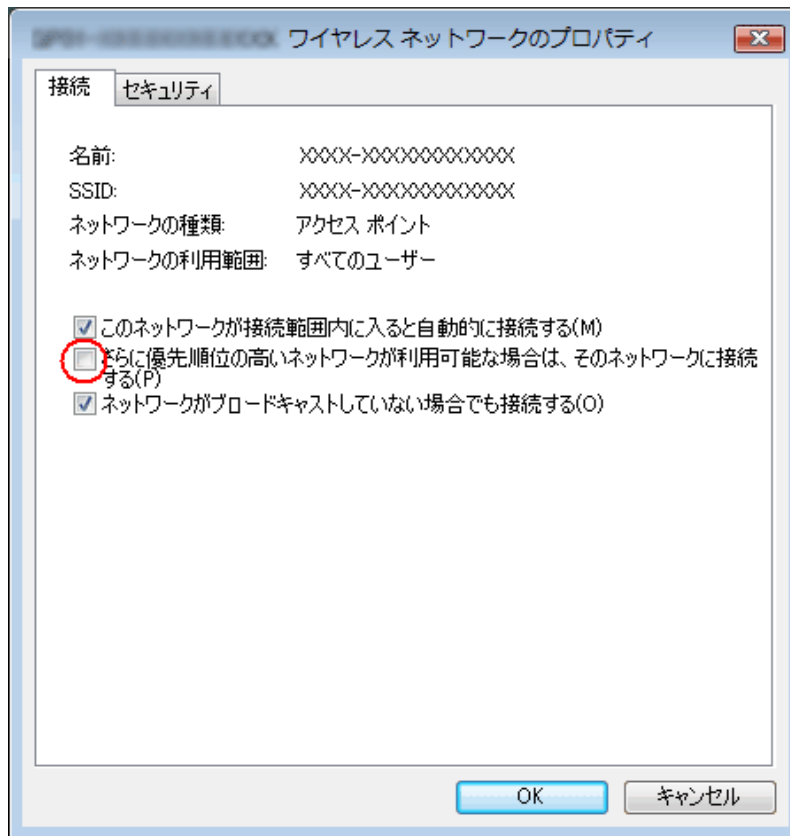 ワイヤレス ネットワークのプロパティ
接続 セキュリティ
名前: XXXX-XXXXXXXXXXXX
SSID: XXXX-XXXXXXXXXXXX
ネットワークの種類: アクセス ポイント
ネットワークの利用範囲: すべてのユーザー
このネットワークが接続範囲内に入ると自動的に接続する(M)
さらに優先順位の高いネットワークが利用可能な場合は、そのネットワークに接続
する(P)
ネットワークがブロードキャストしていない場合でも接続する(O)
OK キャンセル